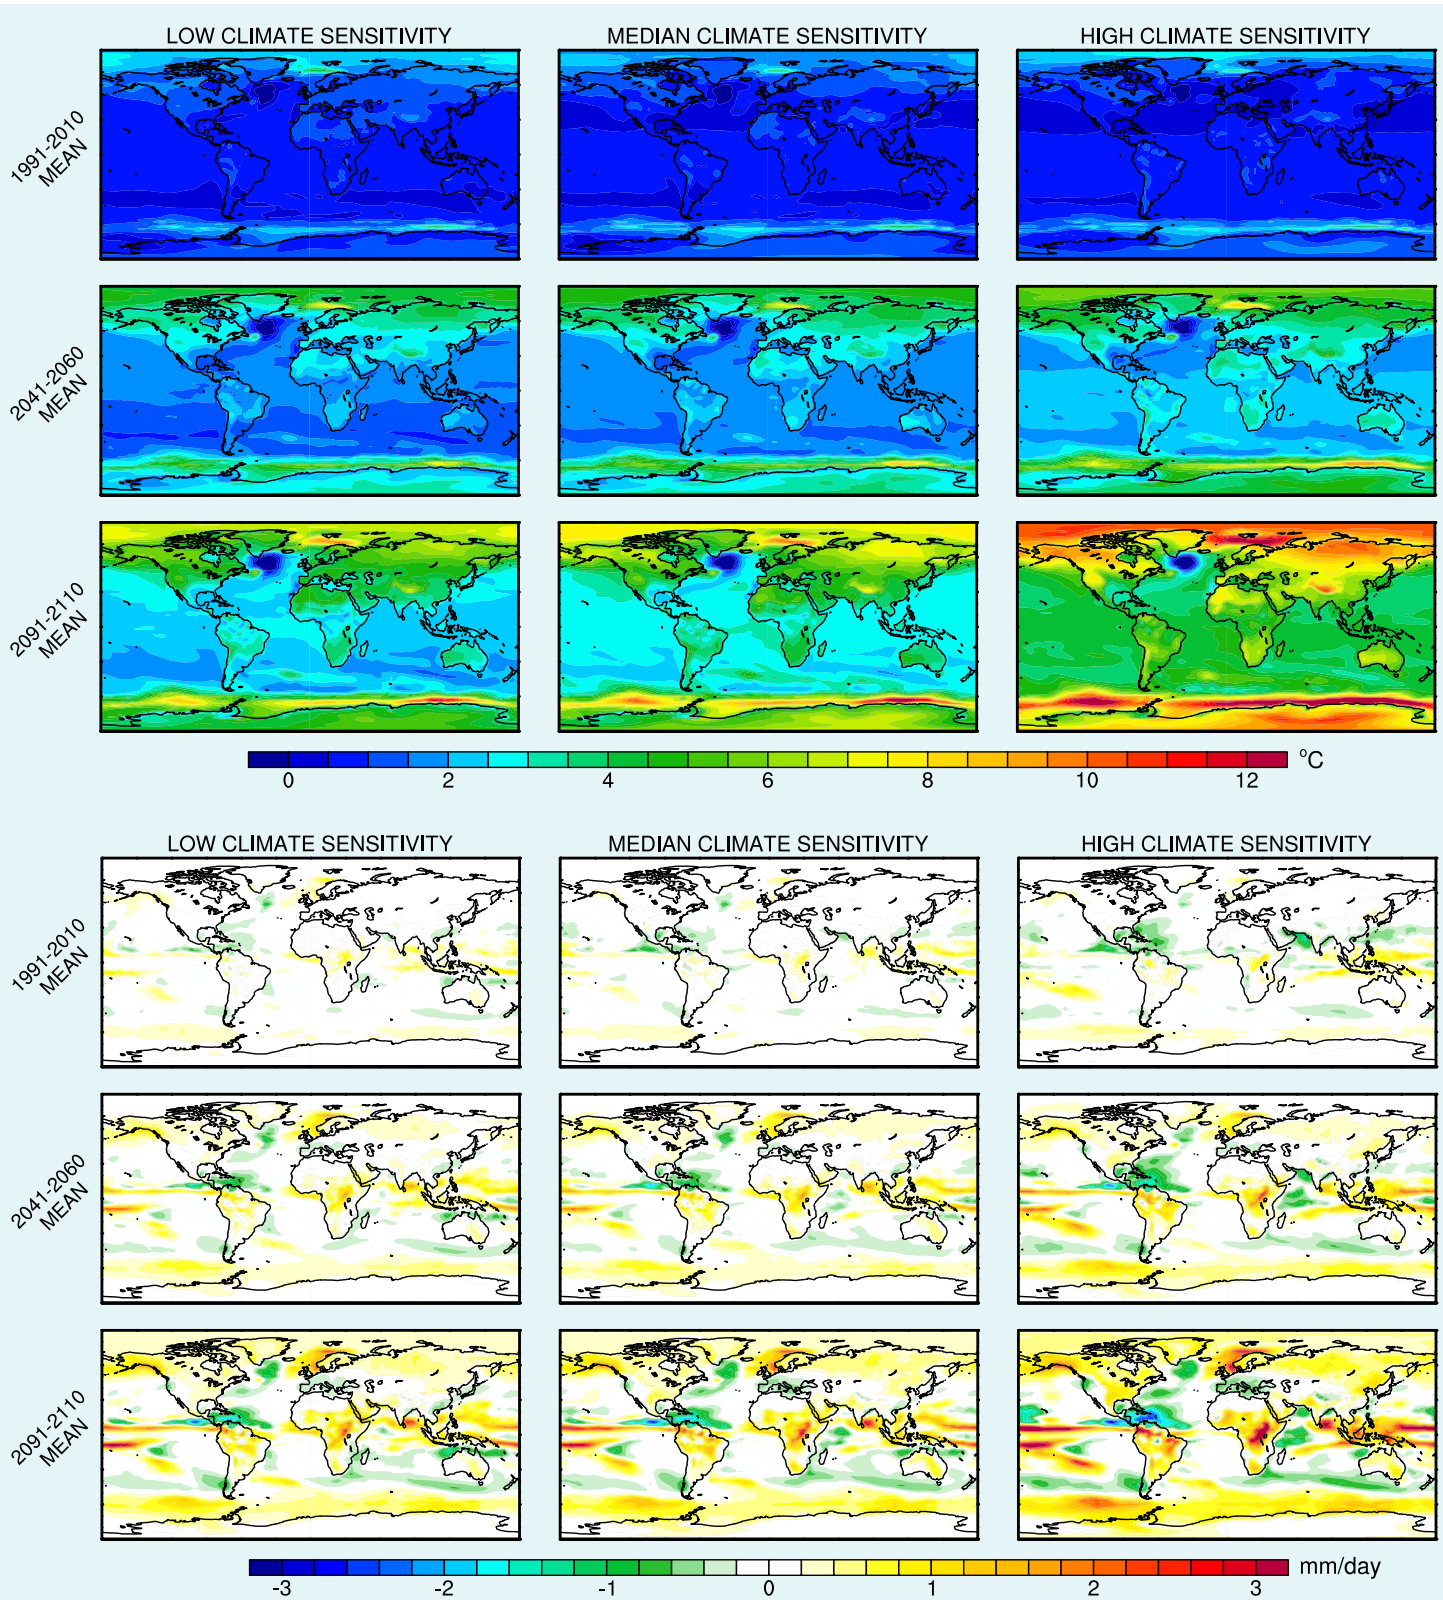 LOW CLIMATE SENSITIVITY
MEDIAN CLIMATE SENSITIVITY
HIGH CLIMATE SENSITIVITY
1991-2010
MEAN
2041-2060
MEAN
2091-2110
MEAN
0 2 4 6 8 10 12 °C
LOW CLIMATE SENSITIVITY
MEDIAN CLIMATE SENSITIVITY
HIGH CLIMATE SENSITIVITY
1991-2010
MEAN
2041-2060
MEAN
2091-2110
MEAN
-3 -2 -1 0 1 2 3 mm/day